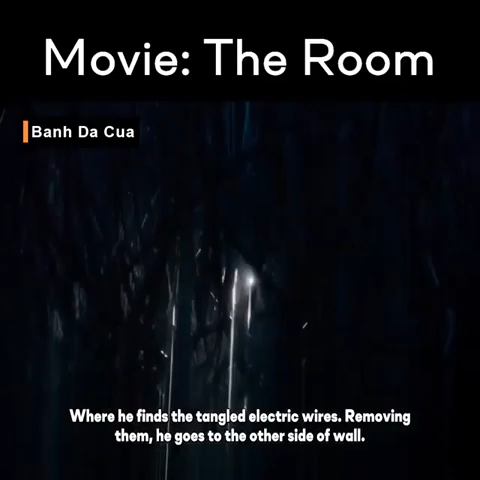 Movie: The Room
Banh Da Cua
Where he finds the tangled electric wires. Removing
them, he goes to the other side of wall.